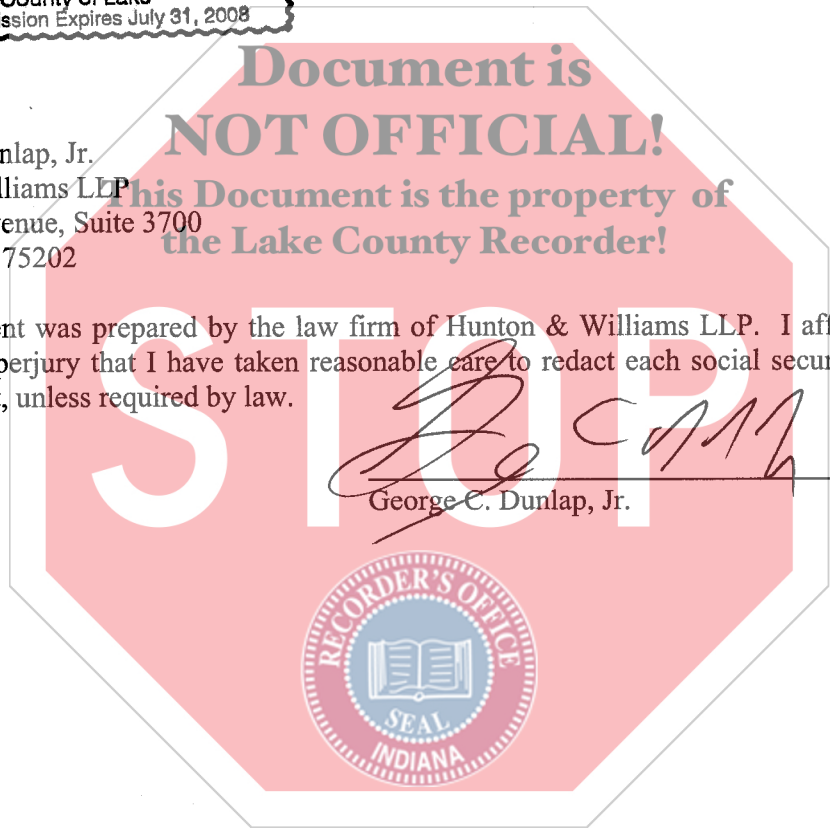 County of Lake
ssion Expires July 31, 2008
Document is
NOT OFFICIAL!
nlap, Jr.
lliams LLP
This Document is the property of
enue, Suite 3700
the Lake County Recorder!
75202
STOP
nt was prepared by the law firm of Hunton & Williams LLP. I aff
perjury that I have taken reasonable care to redact each social secur
, unless required by law.
George C. Dunlap, Jr.
RECORDER'S OFFICE
SEAL
INDIANA